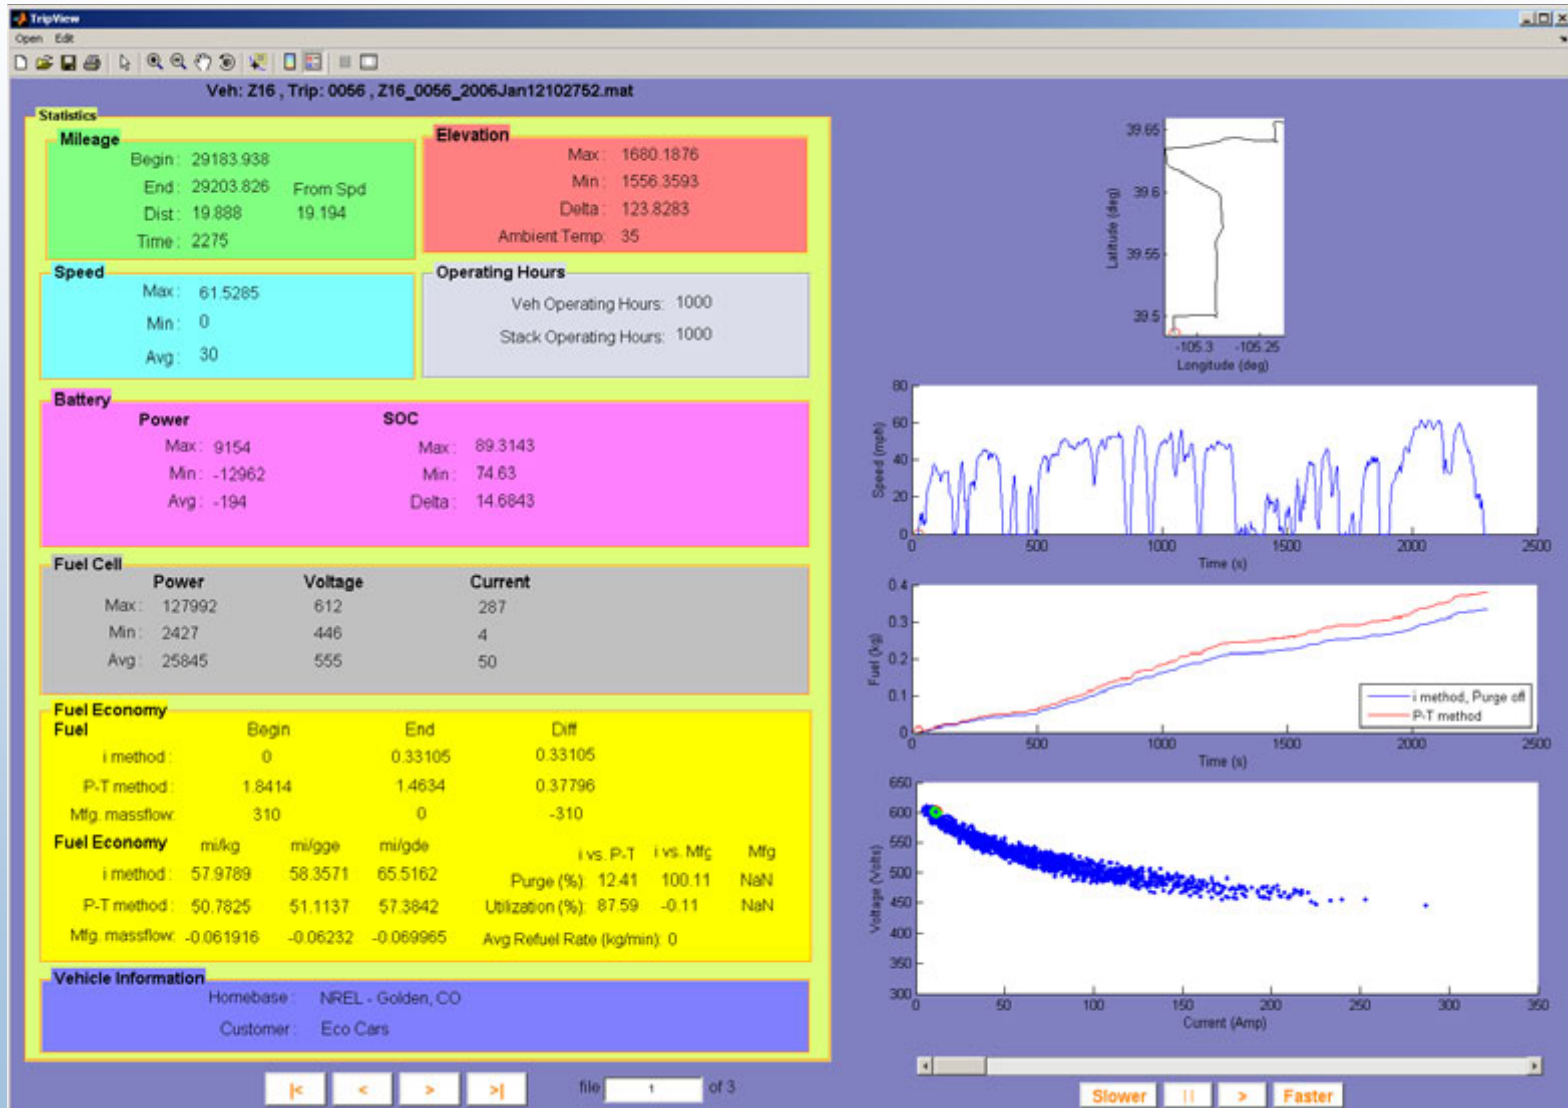 TripView
Open Edit
Veh: Z16 , Trip: 0056 , Z16_0056_2006Jan12102752.mat
Statistics
Mileage
Begin : 29183.938
End : 29203.826 From Spd
Dist : 19.888 19.194
Time : 2275
Elevation
Max : 1680.1876
Min : 1556.3593
Delta : 123.8283
Ambient Temp: 35
Speed
Max : 61.5285
Min : 0
Avg : 30
Operating Hours
Veh Operating Hours: 1000
Stack Operating Hours: 1000
Battery
Power SOC
Max : 9154 Max : 89.3143
Min : -12962 Min : 74.63
Avg : -194 Delta : 14.6843
Fuel Cell
Power Voltage Current
Max : 127992 612 287
Min : 2427 446 4
Avg : 25845 555 50
Fuel Economy
Fuel Begin End Diff
i method : 0 0.33105 0.33105
P-T method : 1.8414 1.4634 0.37796
Mfg. massflow: 310 0 -310
Fuel Economy mi/kg mi/gge mi/gde
i method : 57.9789 58.3571 65.5162
P-T method : 50.7825 51.1137 57.3842
Mfg. massflow: -0.061916 -0.06232 -0.069965
i vs. P-T i vs. Mfg Mfg
Purge (%): 12.41 100.11 NaN
Utilization (%): 87.59 -0.11 NaN
Avg Refuel Rate (kg/min): 0
Vehicle Information
Homebase : NREL - Golden, CO
Customer : Eco Cars
|< < > >| file 1 of 3
39.65
39.6
39.55
39.5
Latitude (deg)
-105.3 -105.25
Longitude (deg)
80
60
40
20
0
Speed (mph)
0 500 1000 1500 2000 2500
Time (s)
0.4
0.3
0.2
0.1
0
Fuel (kg)
i method, Purge off
P-T method
0 500 1000 1500 2000 2500
Time (s)
650
600
550
500
450
400
350
300
Voltage (Volts)
0 50 100 150 200 250 300 350
Current (Amp)
Slower || > Faster